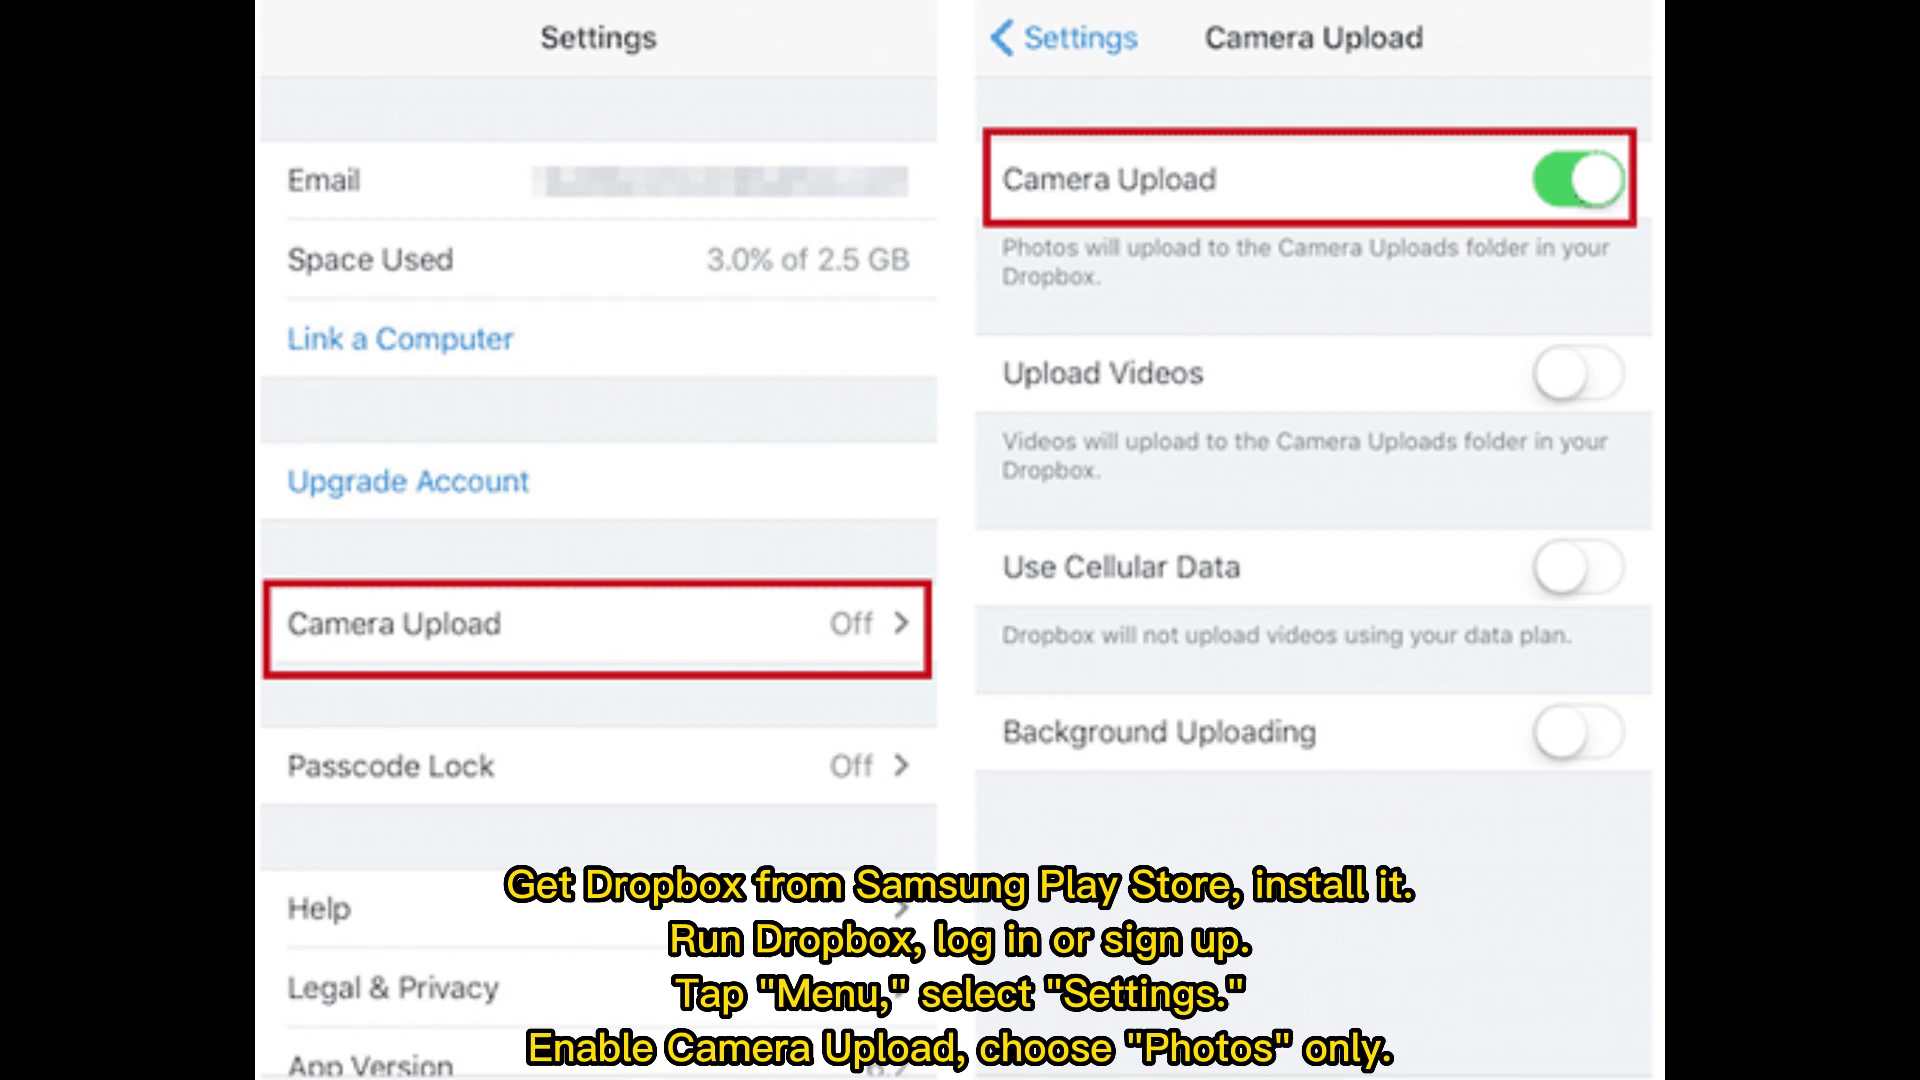 Settings
Email
Space Used 3.0% of 2.5 GB
Link a Computer
Upgrade Account
Camera Upload Off
Passcode Lock Off
Help
Legal & Privacy
App Version
Settings Camera Upload
Camera Upload
Photos will upload to the Camera Uploads folder in your
Dropbox.
Upload Videos
Videos will upload to the Camera Uploads folder in your
Dropbox.
Use Cellular Data
Dropbox will not upload videos using your data plan.
Background Uploading
Get Dropbox from Samsung Play Store, install it.
Run Dropbox, log in or sign up.
Tap "Menu," select "Settings."
Enable Camera Upload, choose "Photos" only.